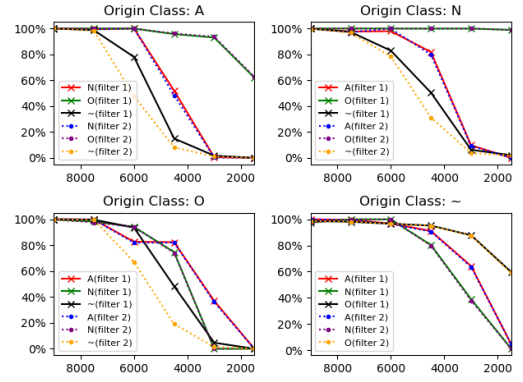 Origin Class: A
100%
80%
60%
40%
20%
0%
N(filter 1)
O(filter 1)
~(filter 1)
N(filter 2)
O(filter 2)
~(filter 2)
8000 6000 4000 2000
Origin Class: N
100%
80%
60%
40%
20%
0%
A(filter 1)
O(filter 1)
~(filter 1)
A(filter 2)
O(filter 2)
~(filter 2)
8000 6000 4000 2000
Origin Class: O
100%
80%
60%
40%
20%
0%
A(filter 1)
N(filter 1)
~(filter 1)
A(filter 2)
N(filter 2)
~(filter 2)
8000 6000 4000 2000
Origin Class: ~
100%
80%
60%
40%
20%
0%
A(filter 1)
N(filter 1)
O(filter 1)
A(filter 2)
N(filter 2)
O(filter 2)
8000 6000 4000 2000